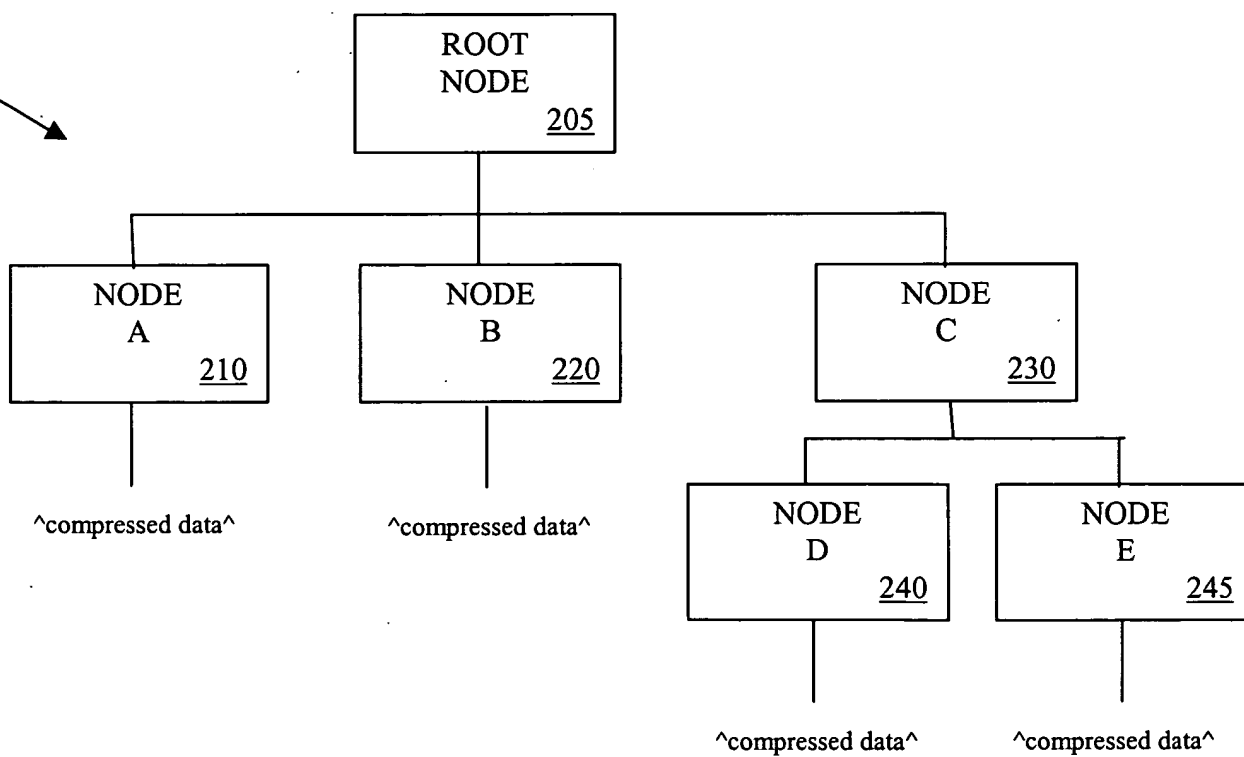 ROOT
NODE
205
NODE
A
210
NODE
B
220
NODE
C
230
^compressed data^
^compressed data^
NODE
D
240
NODE
E
245
^compressed data^
^compressed data^